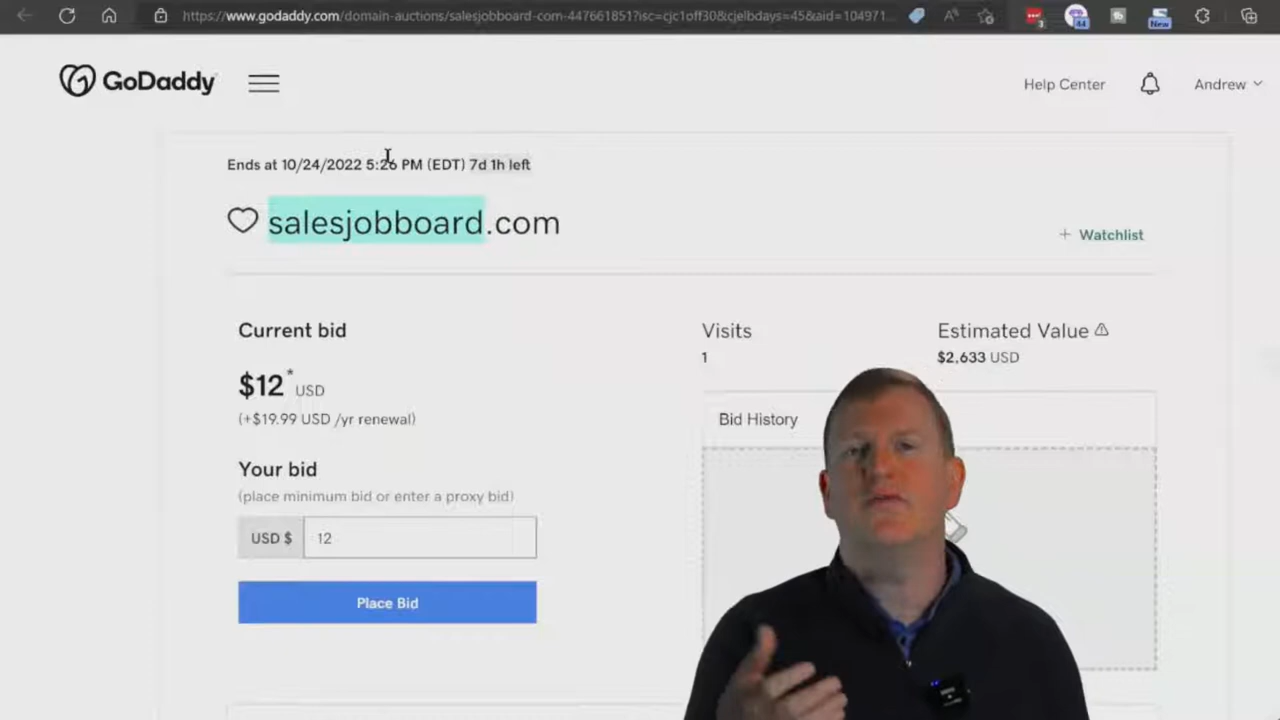 https://www.godaddy.com/domain-auctions/salesjobboard-com-447661851?isc=cjc1off30&cjelbdays=45&aid=104971...
3
44
New
GoDaddy
Help Center
Andrew
Ends at 10/24/2022 5:26 PM (EDT) 7d 1h left
salesjobboard.com
+ Watchlist
Current bid
Visits
Estimated Value
1
$2,633 USD
$12* USD
(+$19.99 USD /yr renewal)
Bid History
Your bid
(place minimum bid or enter a proxy bid)
USD $ 12
Place Bid